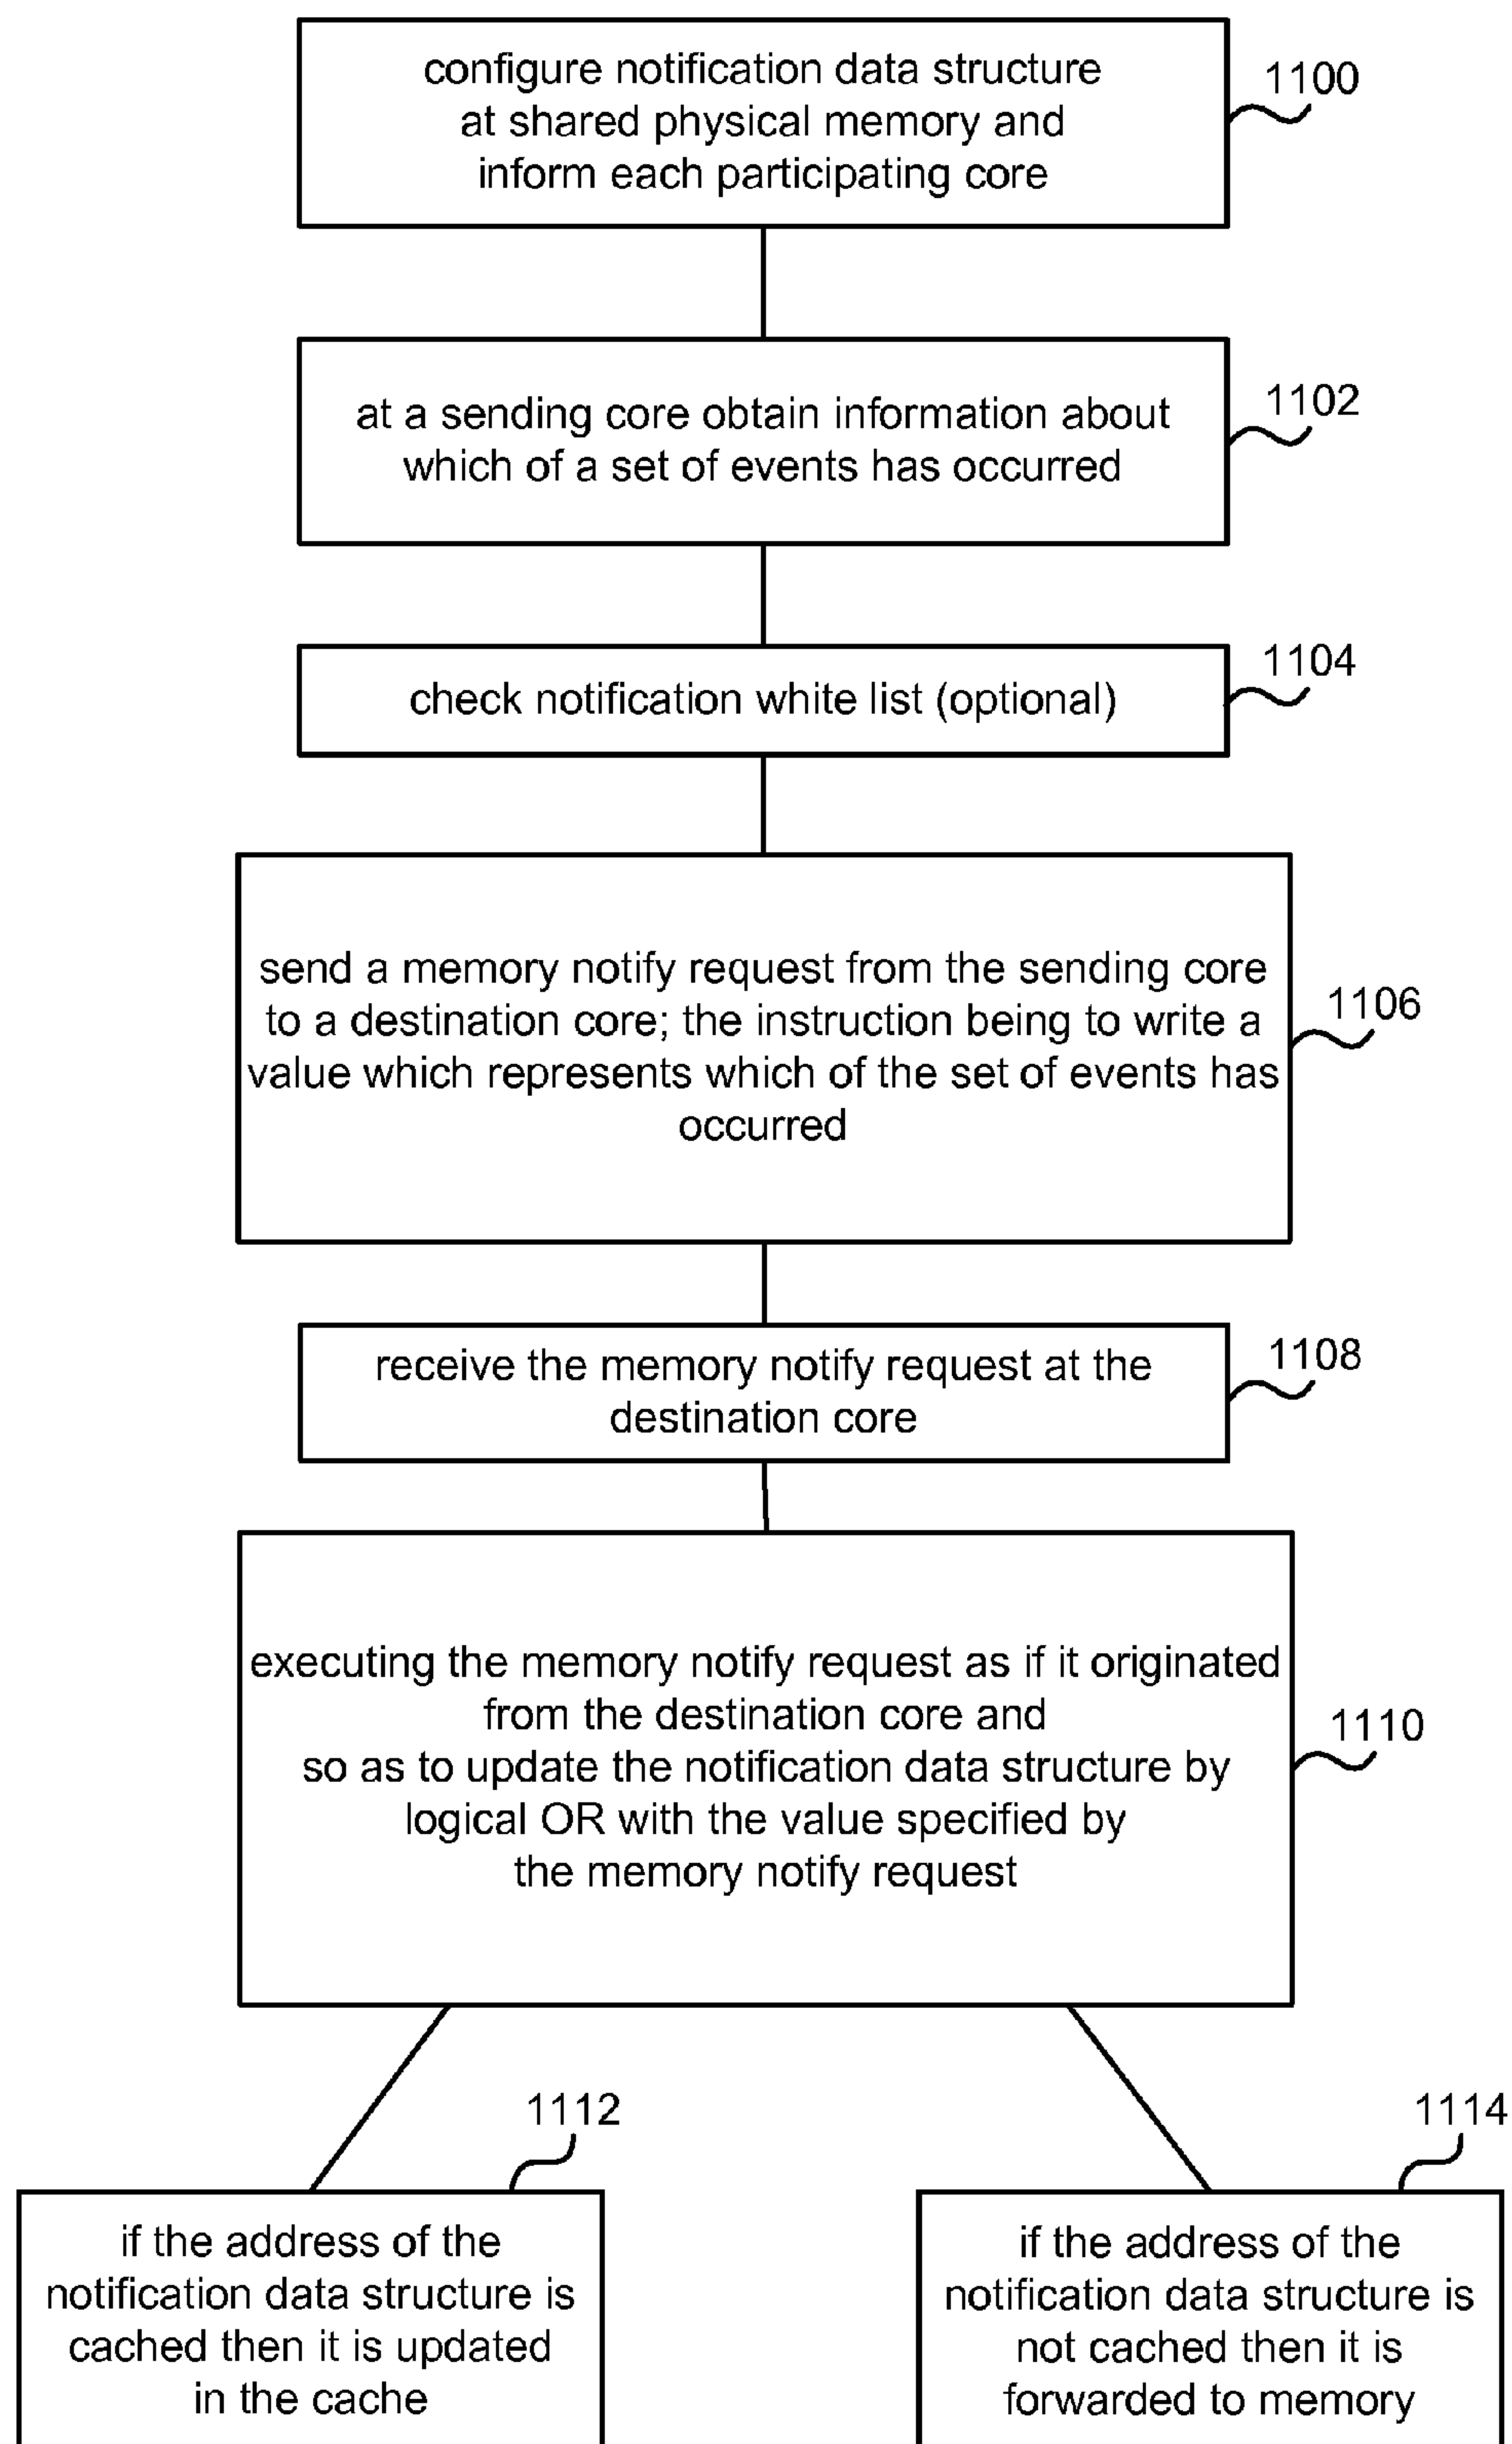 configure notification data structure
at shared physical memory and
inform each participating core
1100
at a sending core obtain information about
which of a set of events has occurred
1102
check notification white list (optional)
1104
send a memory notify request from the sending core
to a destination core; the instruction being to write a
value which represents which of the set of events has
occurred
1106
receive the memory notify request at the
destination core
1108
executing the memory notify request as if it originated
from the destination core and
so as to update the notification data structure by
logical OR with the value specified by
the memory notify request
1110
1112
if the address of the
notification data structure is
cached then it is updated
in the cache
1114
if the address of the
notification data structure is
not cached then it is
forwarded to memory